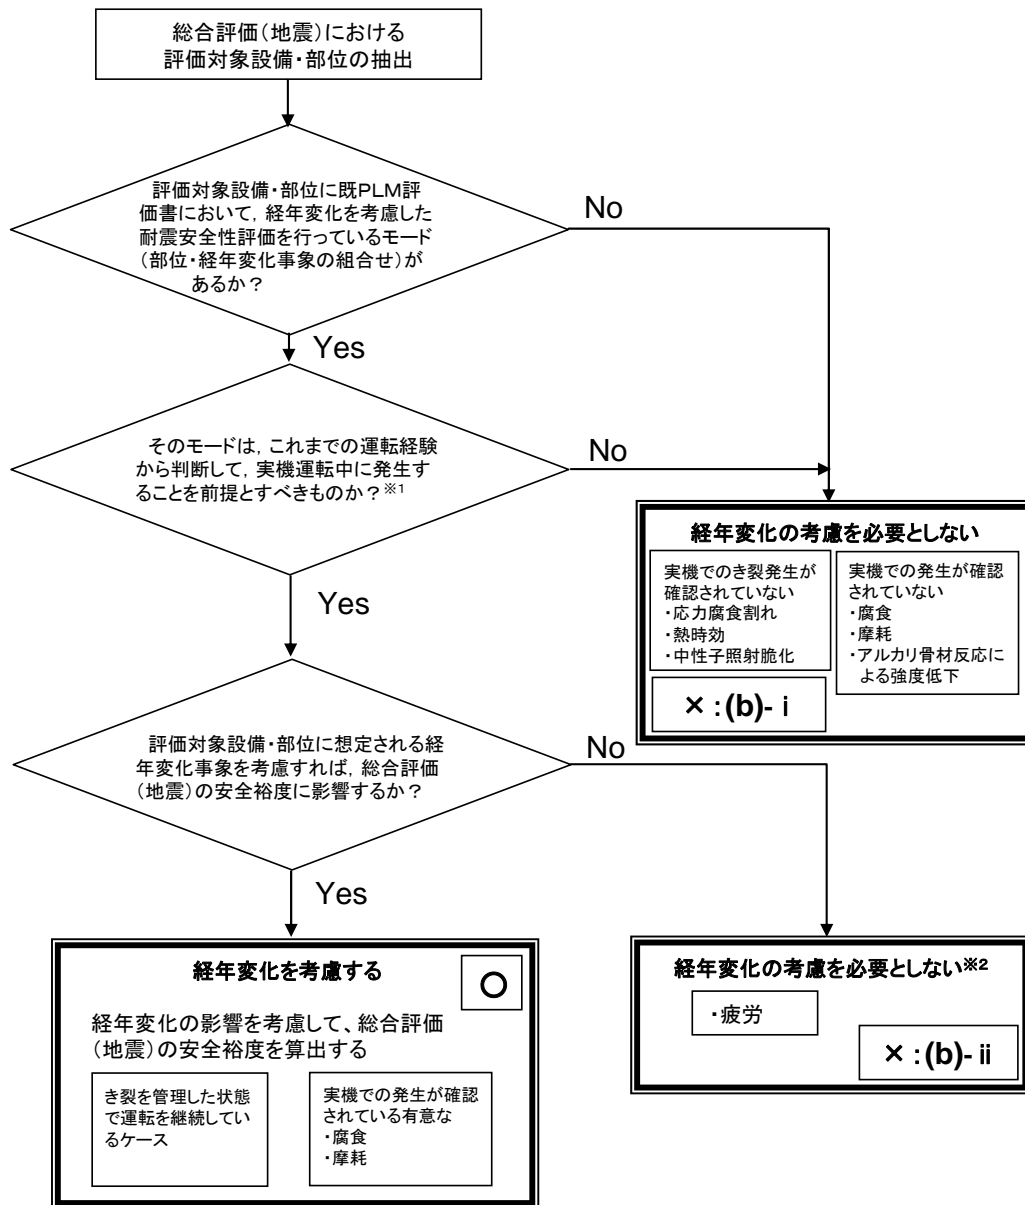 総合評価(地震)における
評価対象設備・部位の抽出
評価対象設備・部位に既PLM評
価書において,経年変化を考慮した
耐震安全性評価を行っているモード
(部位・経年変化事象の組合せ)が
あるか?
No
Yes
そのモードは,これまでの運転経験
から判断して,実機運転中に発生す
ることを前提とすべきものか?※1
No
Yes
経年変化の考慮を必要としない
実機でのき裂発生が
確認されていない
・応力腐食割れ
・熱時効
・中性子照射脆化
実機での発生が確認
されていない
・腐食
・摩耗
・アルカリ骨材反応に
よる強度低下
×:(b)-ⅰ
評価対象設備・部位に想定される経
年変化事象を考慮すれば,総合評価
(地震)の安全裕度に影響するか?
No
Yes
経年変化を考慮する
○
経年変化の影響を考慮して、総合評価
(地震)の安全裕度を算出する
き裂を管理した状態
で運転を継続してい
るケース
実機での発生が確認
されている有意な
・腐食
・摩耗
経年変化の考慮を必要としない※2
・疲労
×:(b)-ⅱ